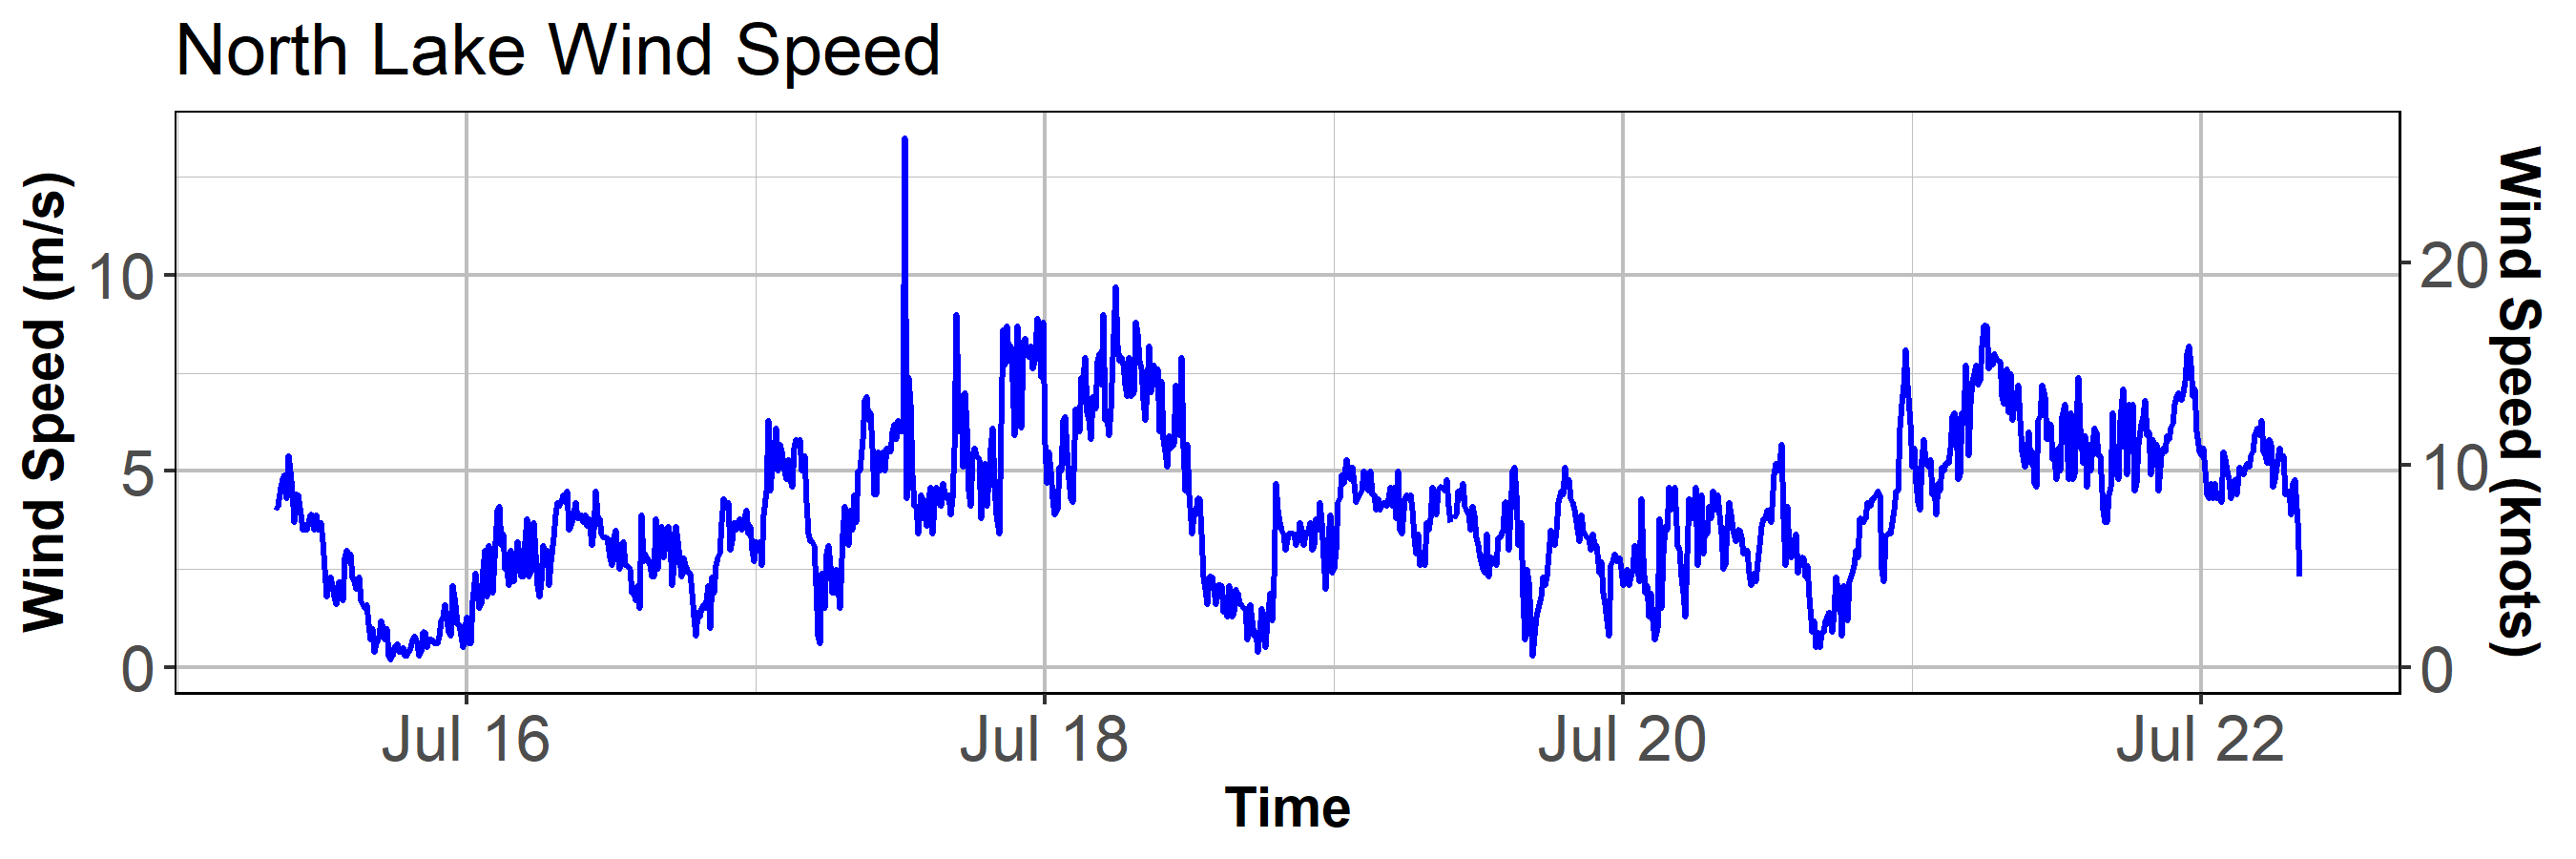 North Lake Wind Speed
Wind Speed (m/s)
10
5
0
20
10
0
Wind Speed (knots)
Jul 16
Jul 18
Jul 20
Jul 22
Time